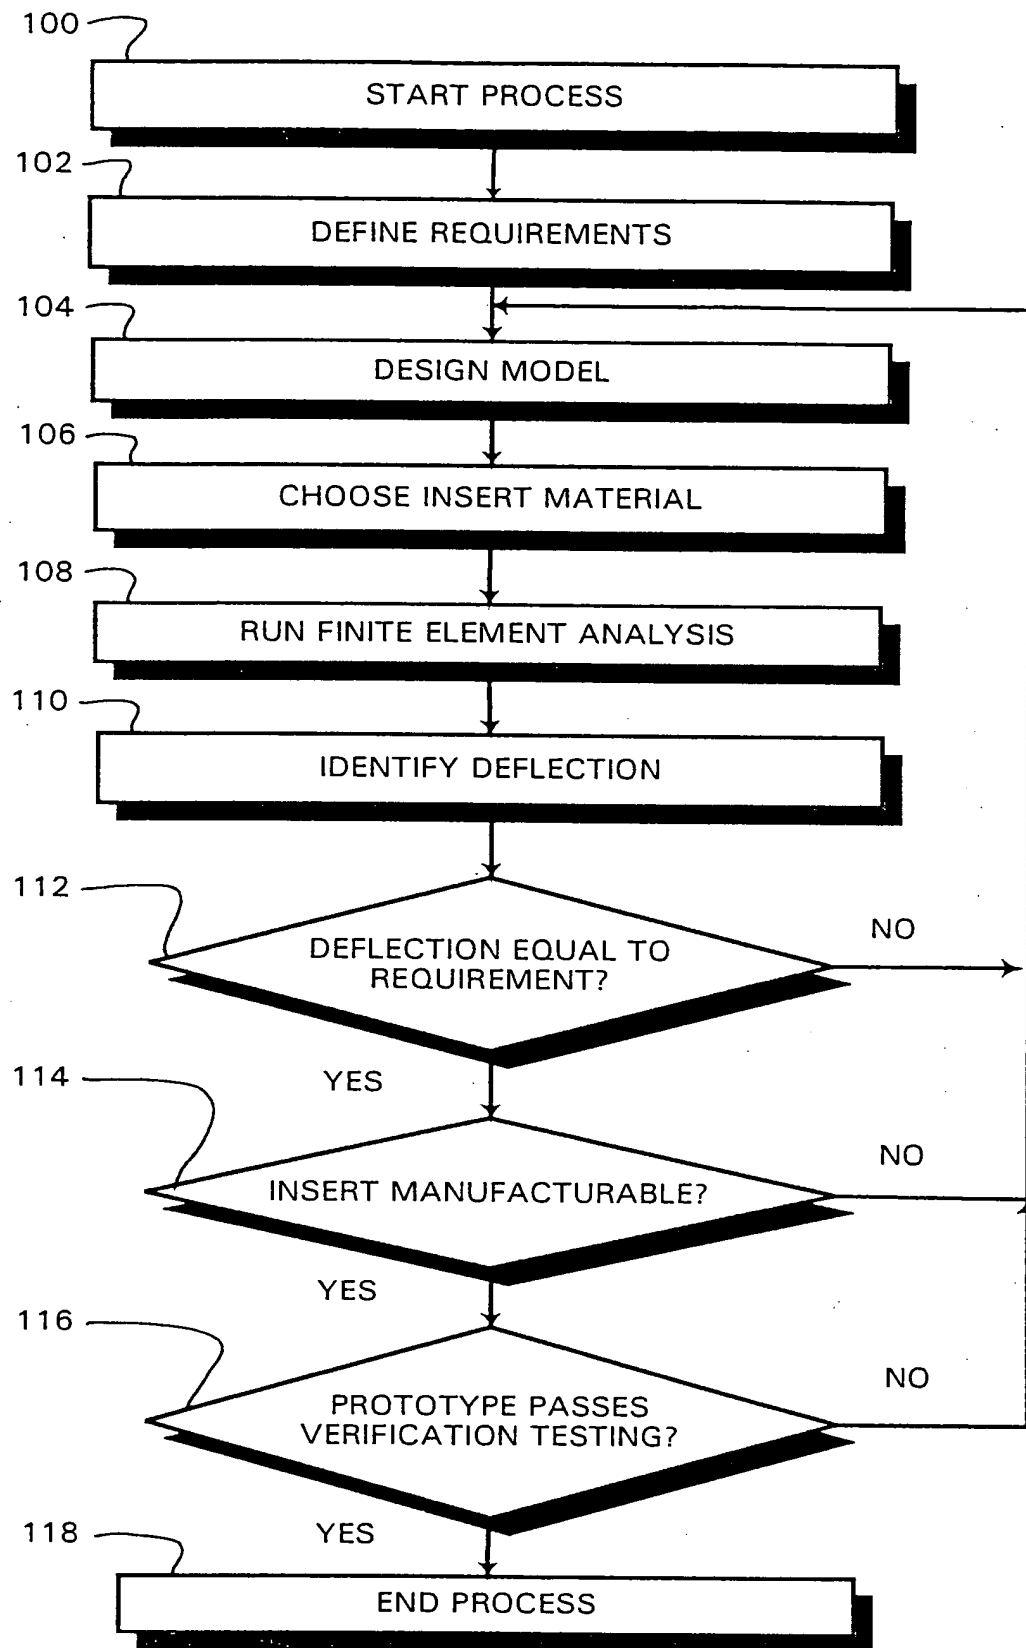 100
START PROCESS
102
DEFINE REQUIREMENTS
104
DESIGN MODEL
106
CHOOSE INSERT MATERIAL
108
RUN FINITE ELEMENT ANALYSIS
110
IDENTIFY DEFLECTION
112
DEFLECTION EQUAL TO
REQUIREMENT?
NO
YES
114
INSERT MANUFACTURABLE?
NO
YES
116
PROTOTYPE PASSES
VERIFICATION TESTING?
NO
YES
118
END PROCESS